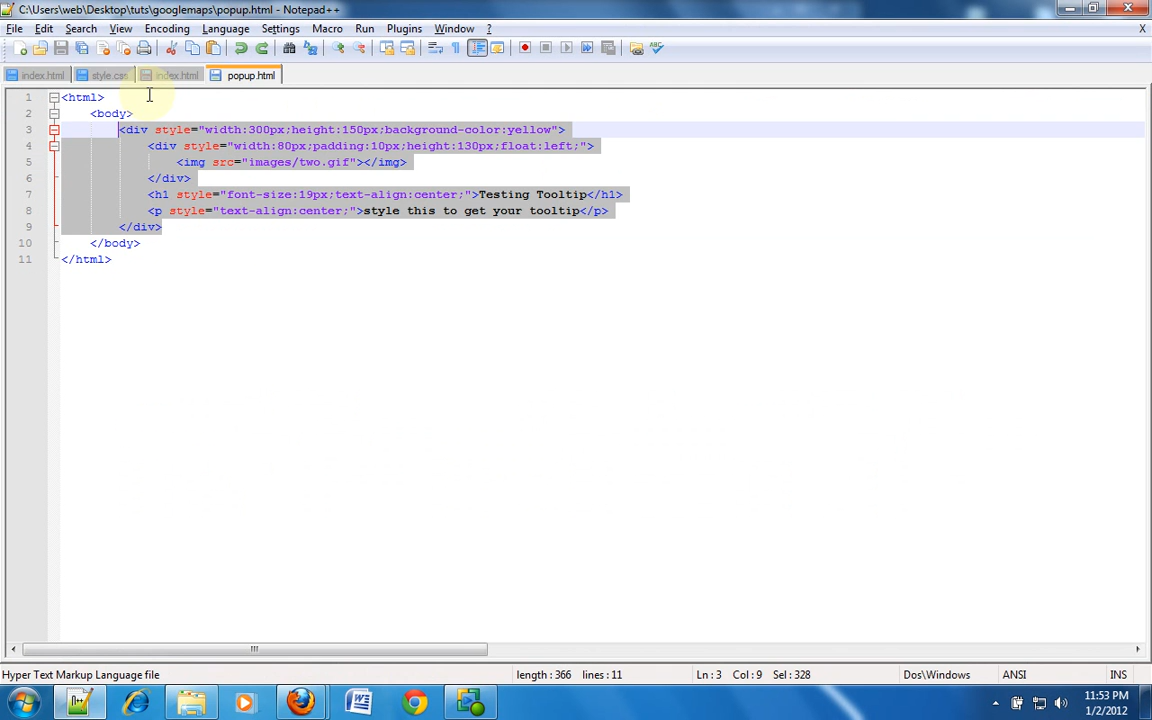 C:\Users\web\Desktop\tuts\googlemaps\popup.html - Notepad++
File Edit Search View Encoding Language Settings Macro Run Plugins Window ? X
index.html style.css index.html popup.html
1 <html>
2 <body>
3 <div style="width:300px;height:150px;background-color:yellow">
4 <div style="width:80px;padding:10px;height:130px;float:left;">
5 <img src="images/two.gif"></img>
6 </div>
7 <h1 style="font-size:19px;text-align:center;">Testing Tooltip</h1>
8 <p style="text-align:center;">style this to get your tooltip</p>
9 </div>
10 </body>
11 </html>
Hyper Text Markup Language file length : 366 lines : 11 Ln : 3 Col : 9 Sel : 328 Dos\Windows ANSI INS
11:53 PM
1/2/2012